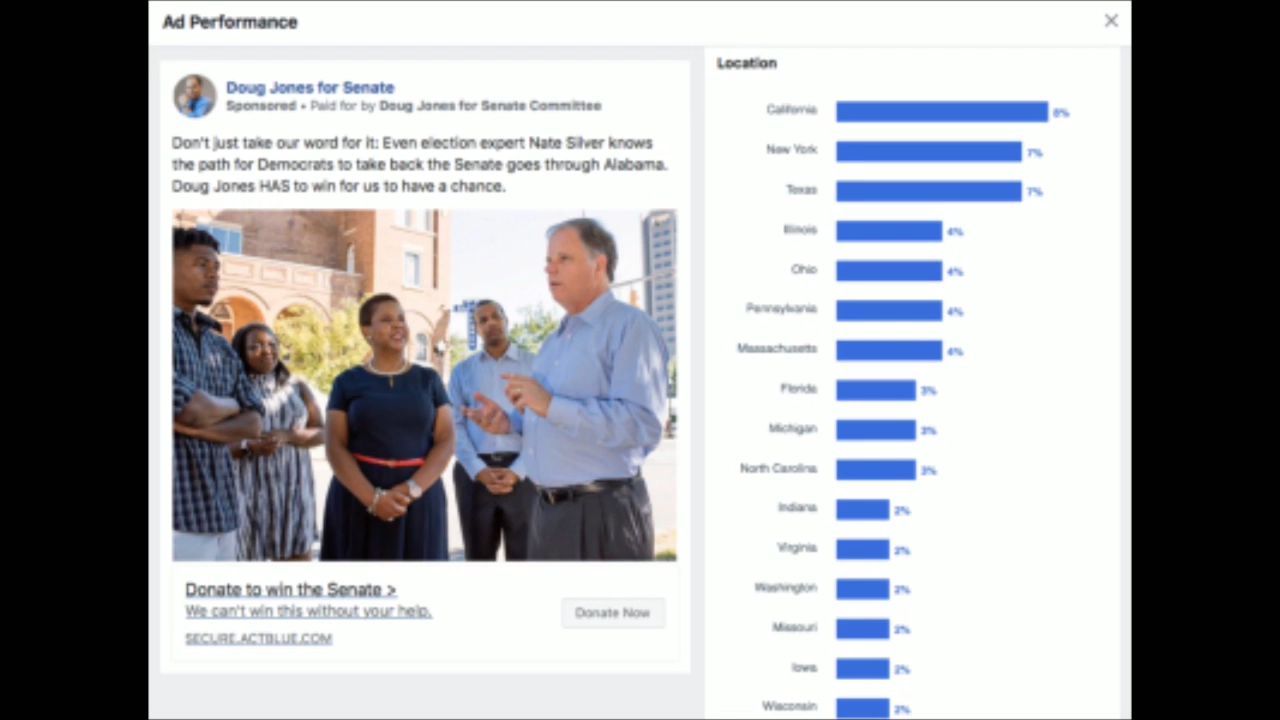 Ad Performance
Doug Jones for Senate
Sponsored • Paid for by Doug Jones for Senate Committee
Don't just take our word for it: Even election expert Nate Silver knows
the path for Democrats to take back the Senate goes through Alabama.
Doug Jones HAS to win for us to have a chance.
Donate to win the Senate >
We can't win this without your help.
Donate Now
SECURE.ACTBLUE.COM
Location
California 8%
New York 7%
Texas 7%
Illinois 4%
Ohio 4%
Pennsylvania 4%
Massachusetts 4%
Florida 3%
Michigan 3%
North Carolina 3%
Indiana 2%
Virginia 2%
Washington 2%
Missouri 2%
Iowa 2%
Wisconsin 2%